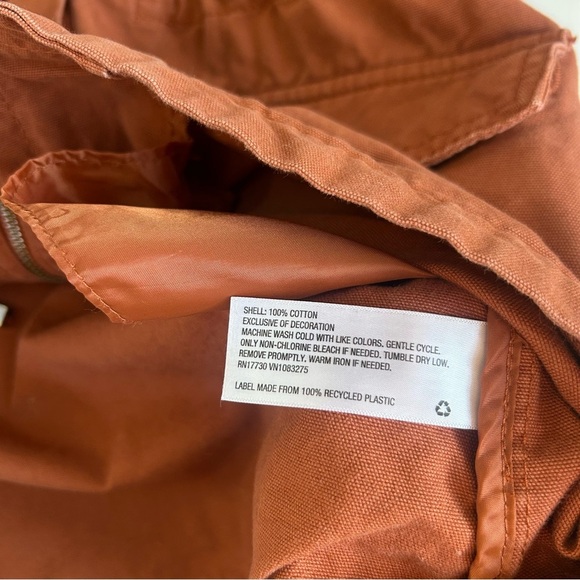 SHELL: 100% COTTON
EXCLUSIVE OF DECORATION
MACHINE WASH COLD WITH LIKE COLORS. GENTLE CYCLE.
ONLY NON-CHLORINE BLEACH IF NEEDED. TUMBLE DRY LOW.
REMOVE PROMPTLY. WARM IRON IF NEEDED.
RN17730 VN1083275
LABEL MADE FROM 100% RECYCLED PLASTIC